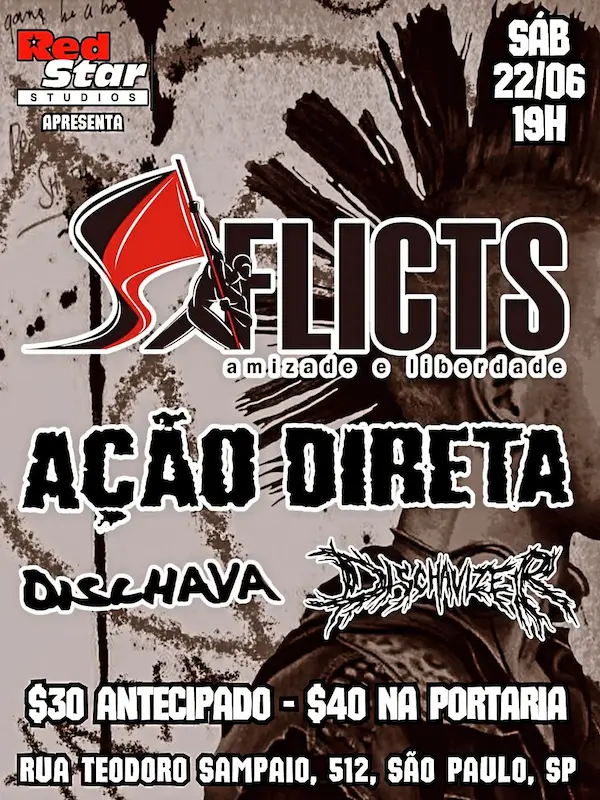 Red
Star
STUDIOS
APRESENTA
SÁB
22/06
19H
FLICTS
amizade e liberdade
AÇÃO DIRETA
DISCHAVA
DISCHAVIZER
$30 ANTECIPADO - $40 NA PORTARIA
RUA TEODORO SAMPAIO, 512, SÃO PAULO, SP